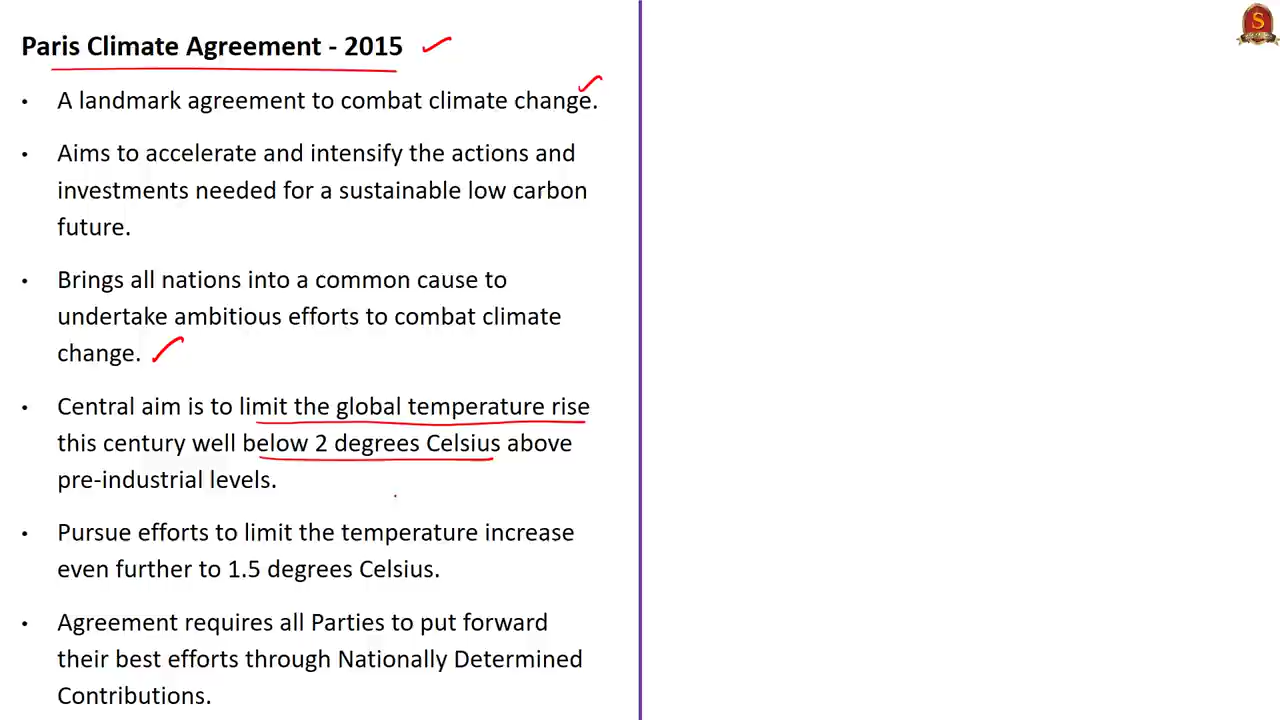 Paris Climate Agreement - 2015
• A landmark agreement to combat climate change.
• Aims to accelerate and intensify the actions and
investments needed for a sustainable low carbon
future.
• Brings all nations into a common cause to
undertake ambitious efforts to combat climate
change.
• Central aim is to limit the global temperature rise
this century well below 2 degrees Celsius above
pre-industrial levels.
• Pursue efforts to limit the temperature increase
even further to 1.5 degrees Celsius.
• Agreement requires all Parties to put forward
their best efforts through Nationally Determined
Contributions.
S